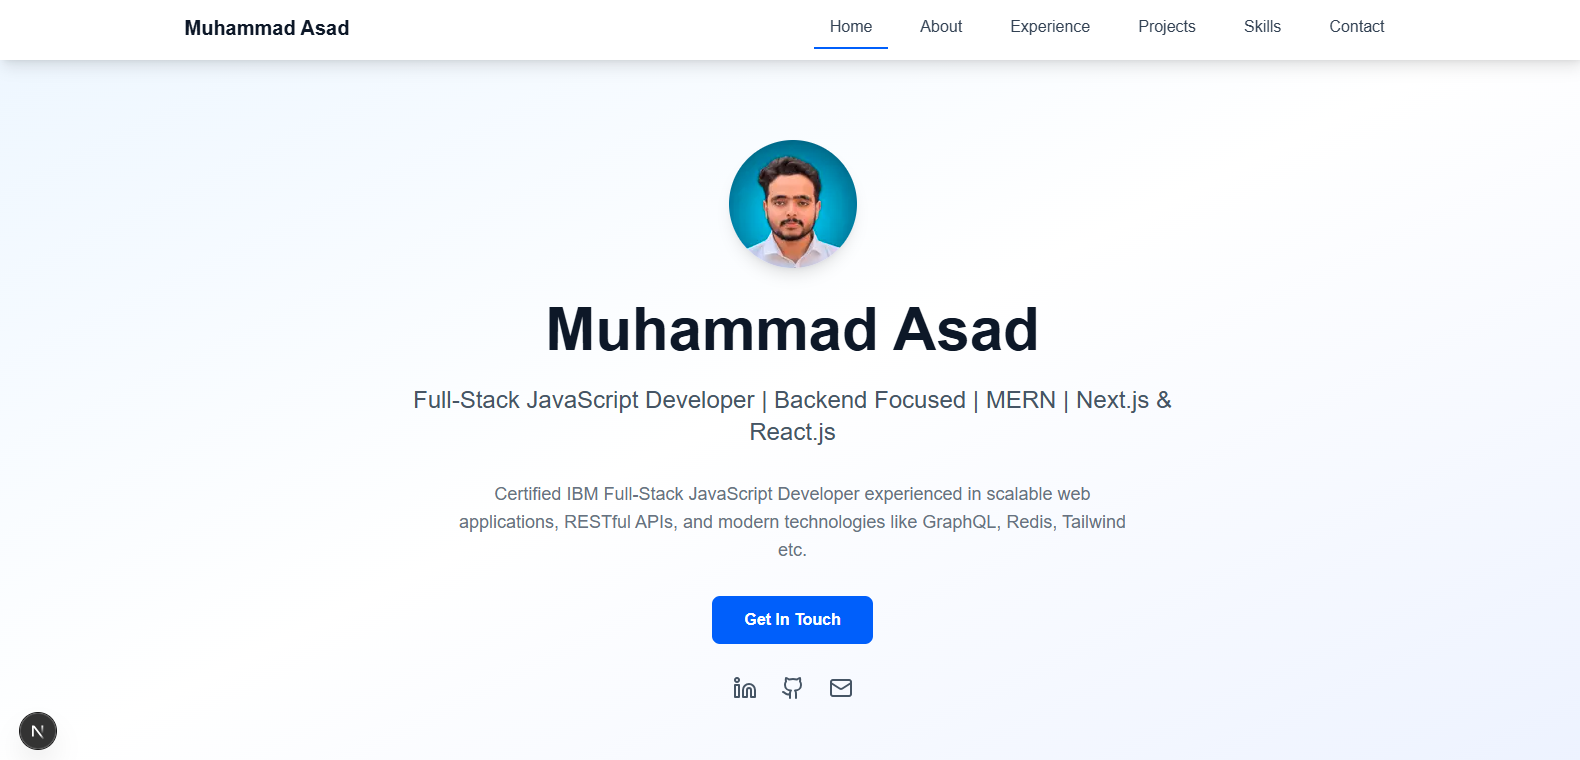 Muhammad Asad
Home About Experience Projects Skills Contact
Muhammad Asad
Full-Stack JavaScript Developer | Backend Focused | MERN | Next.js &
React.js
Certified IBM Full-Stack JavaScript Developer experienced in scalable web
applications, RESTful APIs, and modern technologies like GraphQL, Redis, Tailwind
etc.
Get In Touch
in
N